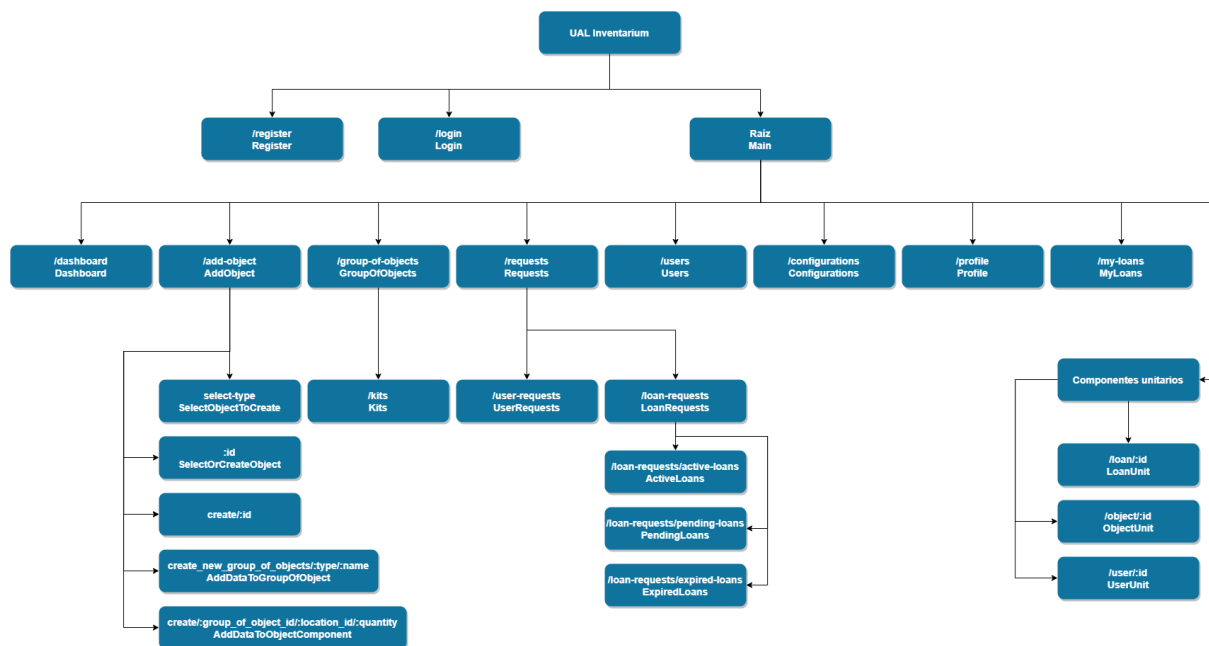 UAL Inventarium
/register
Register
/login
Login
Raíz
Main
/dashboard
Dashboard
/add-object
AddObject
/group-of-objects
GroupOfObjects
/requests
Requests
/users
Users
/configurations
Configurations
/profile
Profile
/my-loans
MyLoans
select-type
SelectObjectToCreate
/kits
Kits
/user-requests
UserRequests
/loan-requests
LoanRequests
Componentes unitarios
:id
SelectOrCreateObject
/loan-requests/active-loans
ActiveLoans
/loan/:id
LoanUnit
create/:id
/loan-requests/pending-loans
PendingLoans
/object/:id
ObjectUnit
create_new_group_of_objects/:type/:name
AddDataToGroupOfObject
/loan-requests/expired-loans
ExpiredLoans
/user/:id
UserUnit
create/:group_of_object_id/:location_id/:quantity
AddDataToObjectComponent